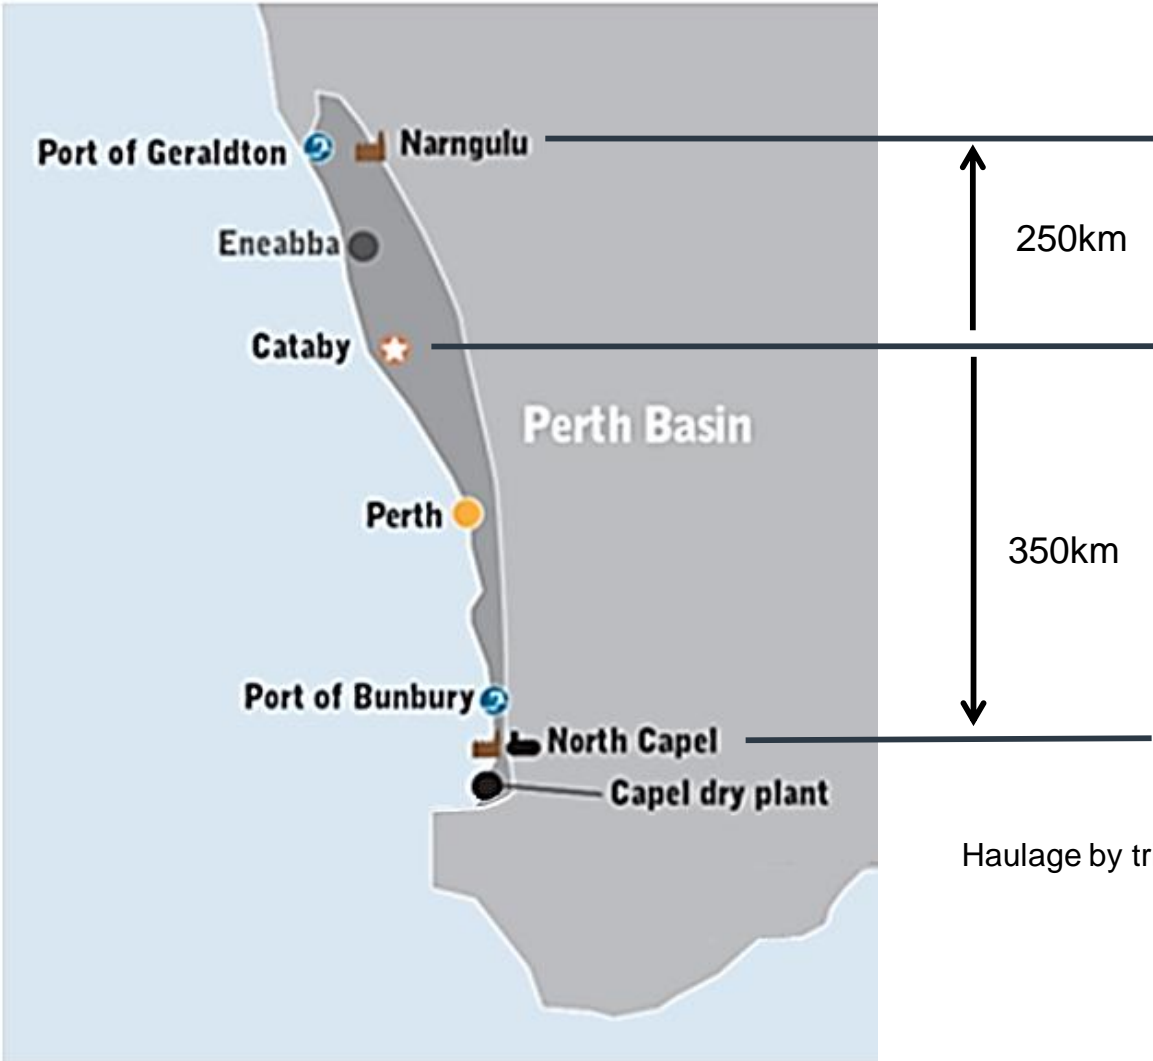 Port of Geraldton
Narngulu
250km
Eneabba
Cataby
Perth Basin
Perth
350km
Port of Bunbury
North Capel
Capel dry plant
Haulage by tr